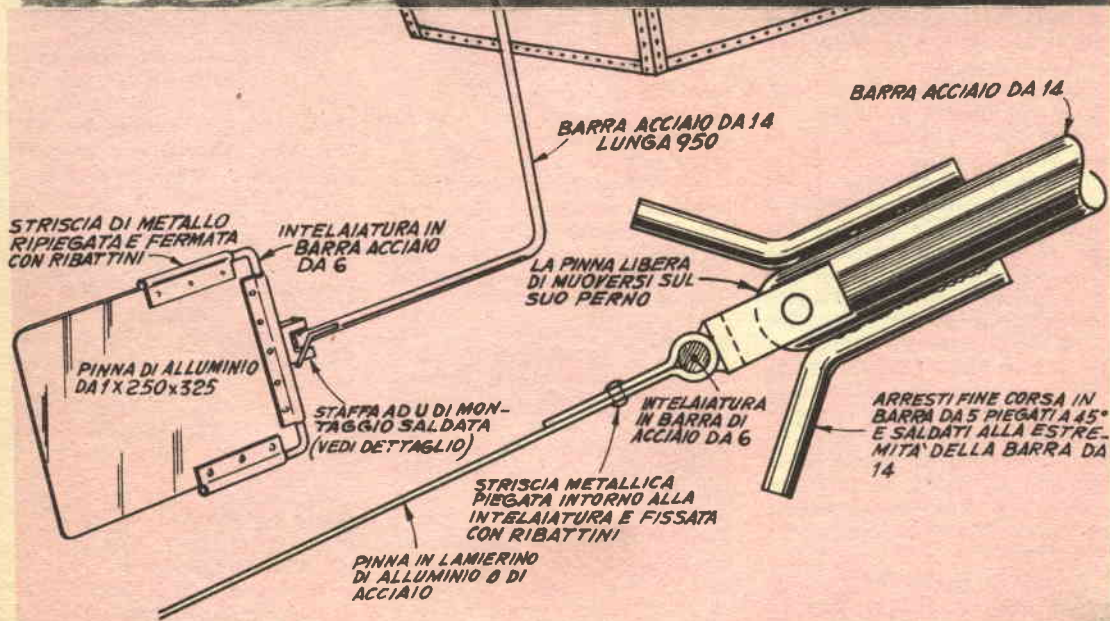 BARRA ACCIAIO DA 14
LUNGA 950
BARRA ACCIAIO DA 14
STRISCIA DI METALLO
RIPIEGATA E FERMATA
CON RIBATTINI
INTELAIATURA IN
BARRA ACCIAIO
DA 6
LA PINNA LIBERA
DI MUOVERSI SUL
SUO PERNO
PINNA DI ALLUMINIO
DA 1 X 250 x 325
STAFFA AD U DI MON-
TAGGIO SALDATA
(VEDI DETTAGLIO)
INTELAIATURA
IN BARRA DI
ACCIAIO DA 6
ARRESTI FINE CORSA IN
BARRA DA 5 PIEGATI A 45°
E SALDATI ALLA ESTRE-
MITA' DELLA BARRA DA
14
STRISCIA METALLICA
PIEGATA INTORNO ALLA
INTELAIATURA E FISSATA
CON RIBATTINI
PINNA IN LAMIERINO
DI ALLUMINIO O DI
ACCIAIO